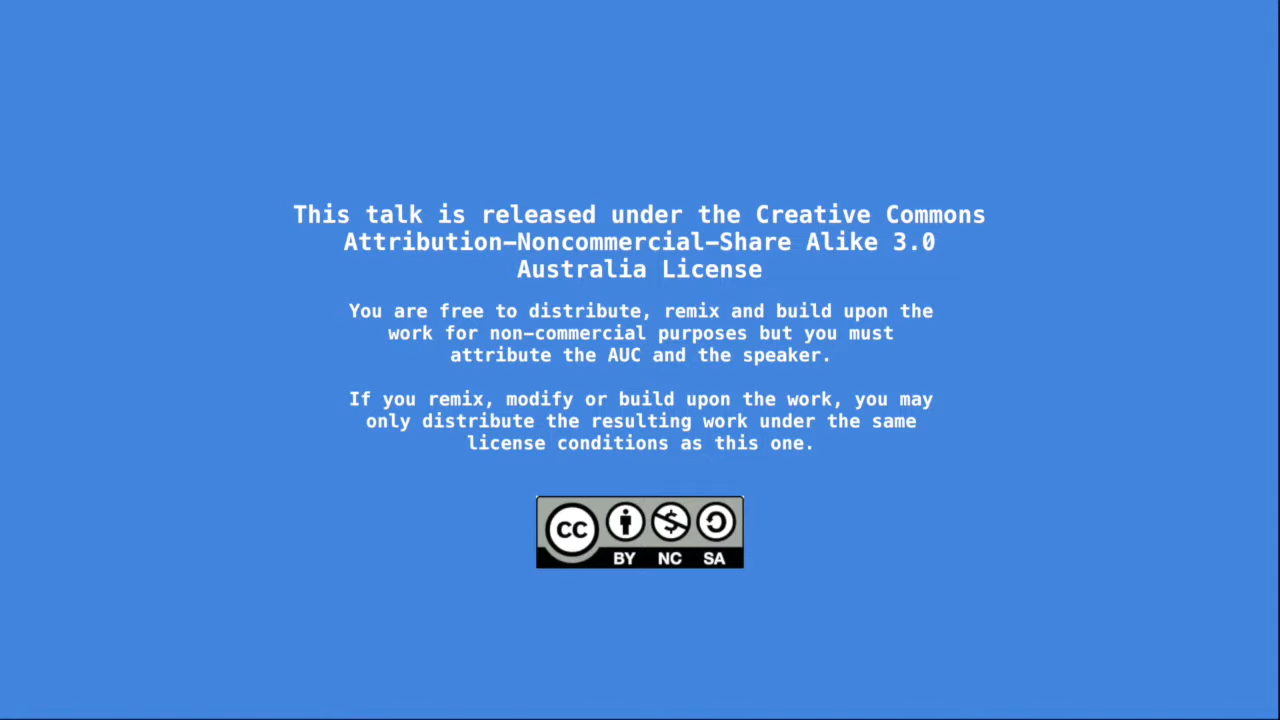 This talk is released under the Creative Commons
Attribution–Noncommercial–Share Alike 3.0
Australia License
You are free to distribute, remix and build upon the
work for non–commercial purposes but you must
attribute the AUC and the speaker.
If you remix, modify or build upon the work, you may
only distribute the resulting work under the same
license conditions as this one.
CC
BY NC SA